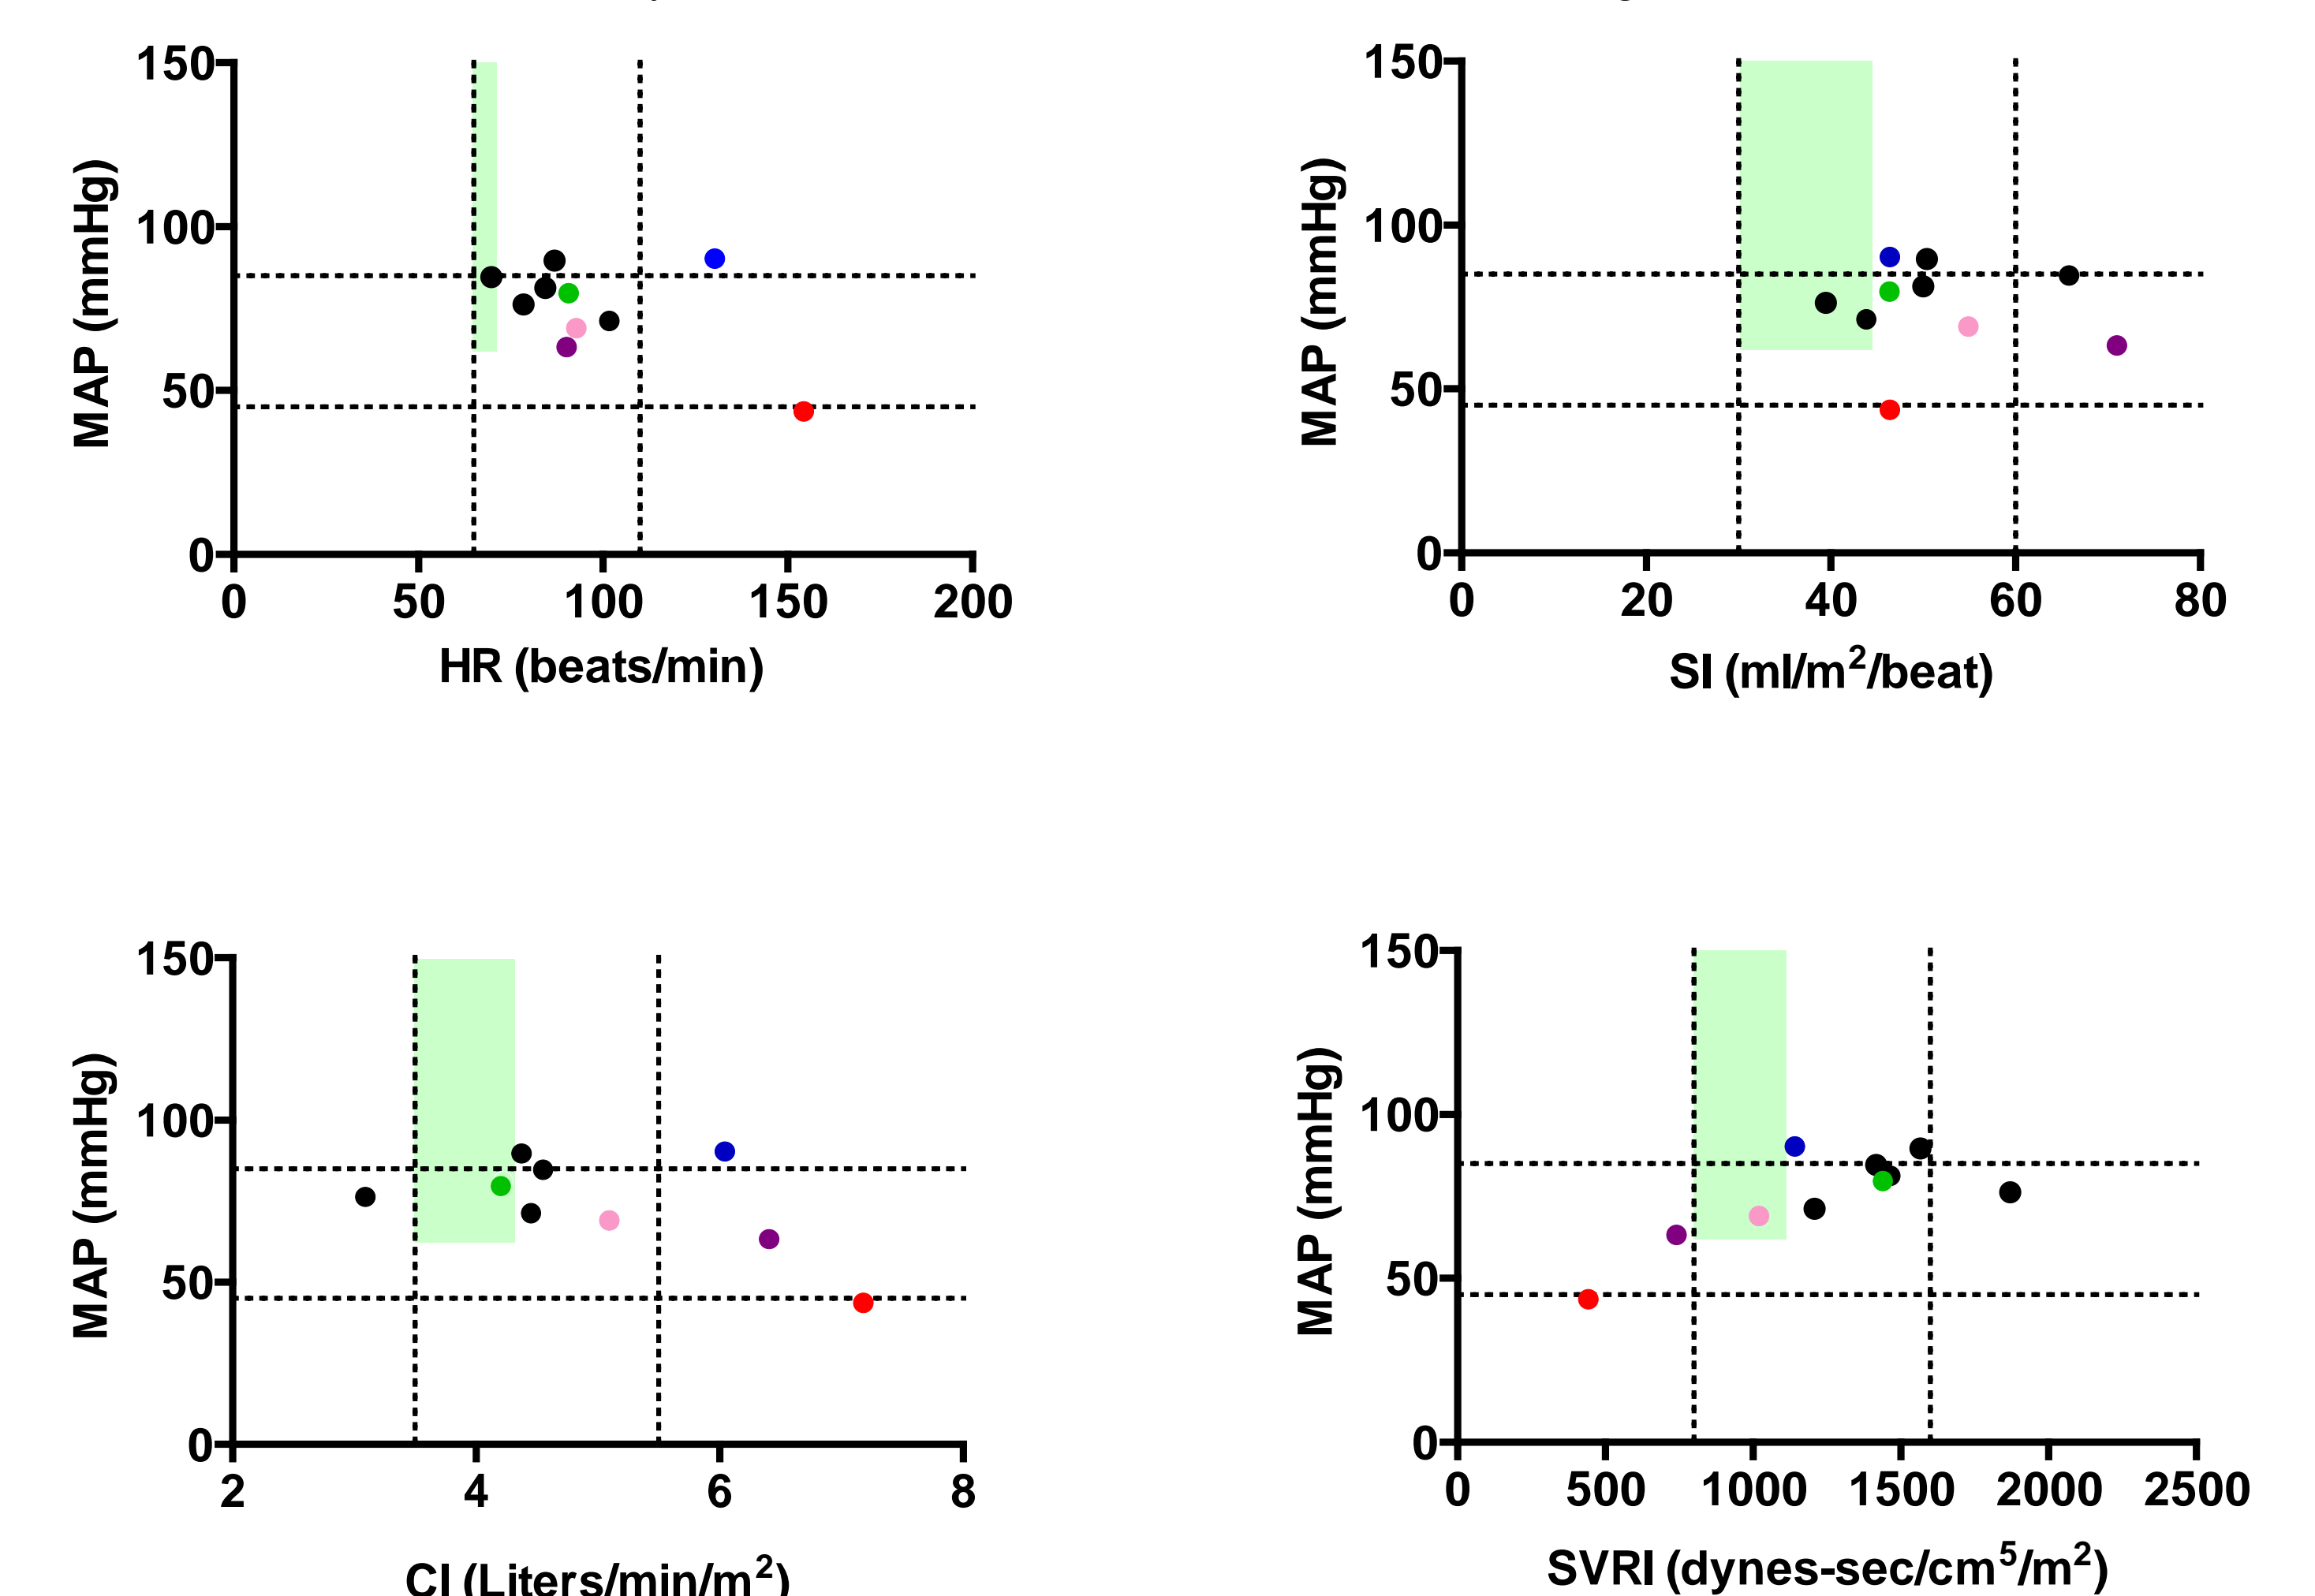 150
100
50
0
MAP (mmHg)
0 50 100 150 200
HR (beats/min)
150
100
50
0
MAP (mmHg)
0 20 40 60 80
SI (ml/m²/beat)
150
100
50
0
MAP (mmHg)
2 4 6 8
CI (Liters/min/m²)
150
100
50
0
MAP (mmHg)
0 500 1000 1500 2000 2500
SVRI (dynes-sec/cm⁵/m²)